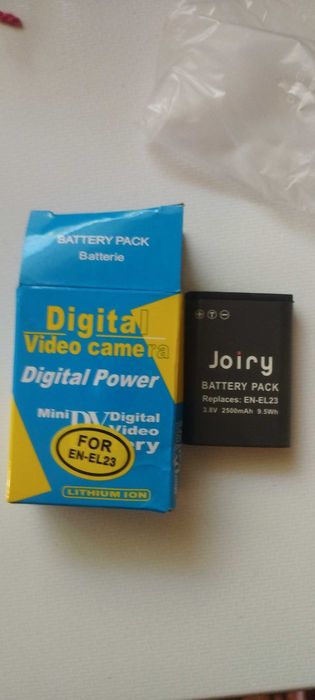 BATTERY PACK
Batterie
Digital
Video camera
Digital Power
Mini DV Digital
Video
FOR
EN-EL23
LITHIUM ION
+ T -
Joiry
BATTERY PACK
Replaces: EN-EL23
3.8V 2500mAh 9.5Wh